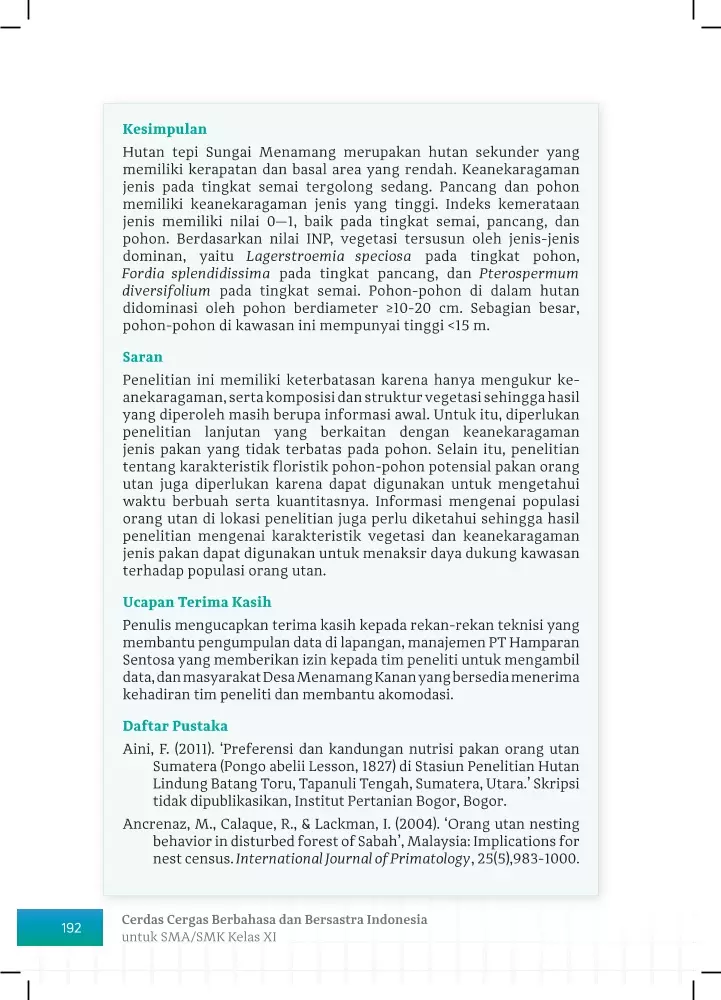 Kesimpulan
Hutan tepi Sungai Menamang merupakan hutan sekunder yang
memiliki kerapatan dan basal area yang rendah. Keanekaragaman
jenis pada tingkat semai tergolong sedang. Pancang dan pohon
memiliki keanekaragaman jenis yang tinggi. Indeks kemerataan
jenis memiliki nilai 0—1, baik pada tingkat semai, pancang, dan
pohon. Berdasarkan nilai INP, vegetasi tersusun oleh jenis-jenis
dominan, yaitu Lagerstroemia speciosa pada tingkat pohon,
Fordia splendidissima pada tingkat pancang, dan Pterospermum
diversifolium pada tingkat semai. Pohon-pohon di dalam hutan
didominasi oleh pohon berdiameter ≥10-20 cm. Sebagian besar,
pohon-pohon di kawasan ini mempunyai tinggi <15 m.
Saran
Penelitian ini memiliki keterbatasan karena hanya mengukur ke-
anekaragaman, serta komposisi dan struktur vegetasi sehingga hasil
yang diperoleh masih berupa informasi awal. Untuk itu, diperlukan
penelitian lanjutan yang berkaitan dengan keanekaragaman
jenis pakan yang tidak terbatas pada pohon. Selain itu, penelitian
tentang karakteristik floristik pohon-pohon potensial pakan orang
utan juga diperlukan karena dapat digunakan untuk mengetahui
waktu berbuah serta kuantitasnya. Informasi mengenai populasi
orang utan di lokasi penelitian juga perlu diketahui sehingga hasil
penelitian mengenai karakteristik vegetasi dan keanekaragaman
jenis pakan dapat digunakan untuk menaksir daya dukung kawasan
terhadap populasi orang utan.
Ucapan Terima Kasih
Penulis mengucapkan terima kasih kepada rekan-rekan teknisi yang
membantu pengumpulan data di lapangan, manajemen PT Hamparan
Sentosa yang memberikan izin kepada tim peneliti untuk mengambil
data, dan masyarakat Desa Menamang Kanan yang bersedia menerima
kehadiran tim peneliti dan membantu akomodasi.
Daftar Pustaka
Aini, F. (2011). ‘Preferensi dan kandungan nutrisi pakan orang utan
Sumatera (Pongo abelii Lesson, 1827) di Stasiun Penelitian Hutan
Lindung Batang Toru, Tapanuli Tengah, Sumatera, Utara.’ Skripsi
tidak dipublikasikan, Institut Pertanian Bogor, Bogor.
Ancrenaz, M., Calaque, R., & Lackman, I. (2004). ‘Orang utan nesting
behavior in disturbed forest of Sabah’, Malaysia: Implications for
nest census. International Journal of Primatology, 25(5),983-1000.
192
Cerdas Cergas Berbahasa dan Bersastra Indonesia
untuk SMA/SMK Kelas XI